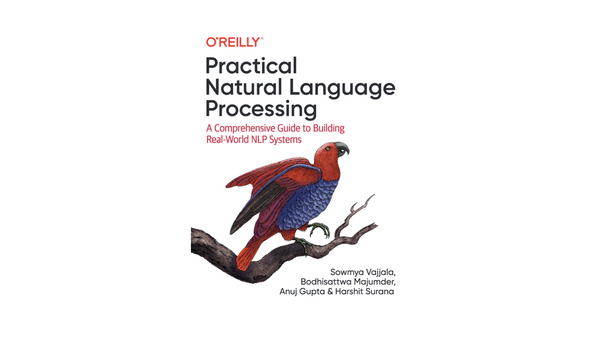 O'REILLY®
Practical
Natural Language
Processing
A Comprehensive Guide to Building
Real-World NLP Systems
Sowmya Vajjala,
Bodhisattwa Majumder,
Anuj Gupta & Harshit Surana